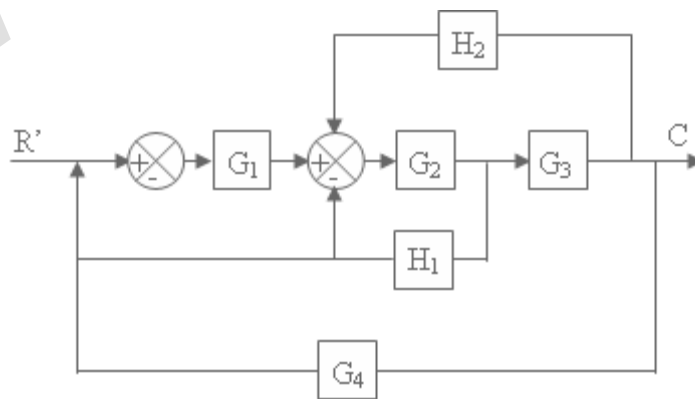 H₂
R’ C
+ - G₁ + - G₂ G₃
H₁
G₄